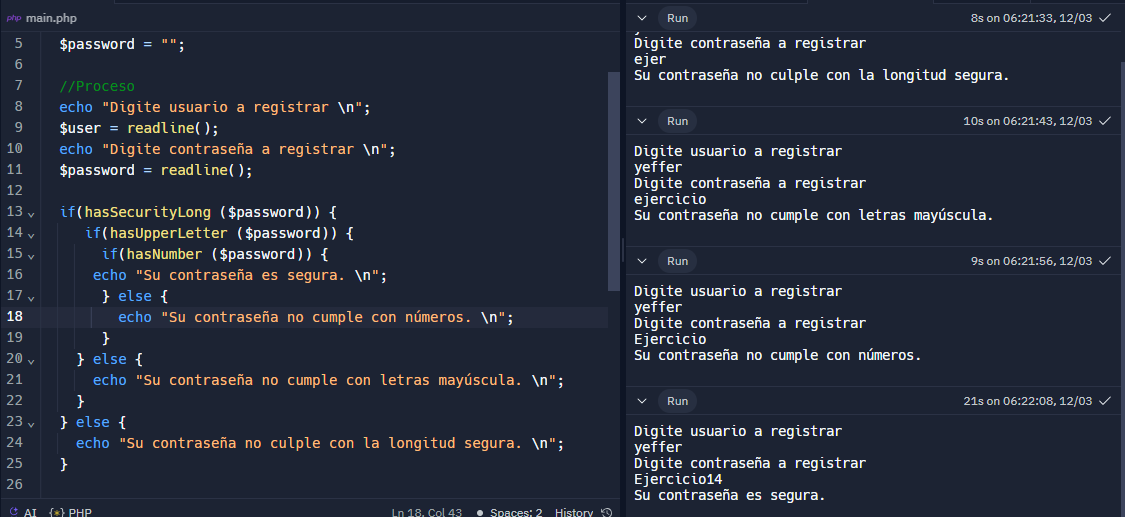 php main.php
5 $password = "";
6
7 //Proceso
8 echo "Digite usuario a registrar \n";
9 $user = readline();
10 echo "Digite contraseña a registrar \n";
11 $password = readline();
12
13 if(hasSecurityLong ($password)) {
14 if(hasUpperLetter ($password)) {
15 if(hasNumber ($password)) {
16 echo "Su contraseña es segura. \n";
17 } else {
18 echo "Su contraseña no cumple con números. \n";
19 }
20 } else {
21 echo "Su contraseña no cumple con letras mayúscula. \n";
22 }
23 } else {
24 echo "Su contraseña no culple con la longitud segura. \n";
25 }
26
AI {*} PHP Ln 18, Col 43 Spaces: 2 History
Run 8s on 06:21:33, 12/03
Digite contraseña a registrar
ejer
Su contraseña no culple con la longitud segura.
Run 10s on 06:21:43, 12/03
Digite usuario a registrar
yeffer
Digite contraseña a registrar
ejercicio
Su contraseña no cumple con letras mayúscula.
Run 9s on 06:21:56, 12/03
Digite usuario a registrar
yeffer
Digite contraseña a registrar
Ejercicio
Su contraseña no cumple con números.
Run 21s on 06:22:08, 12/03
Digite usuario a registrar
yeffer
Digite contraseña a registrar
Ejercicio14
Su contraseña es segura.